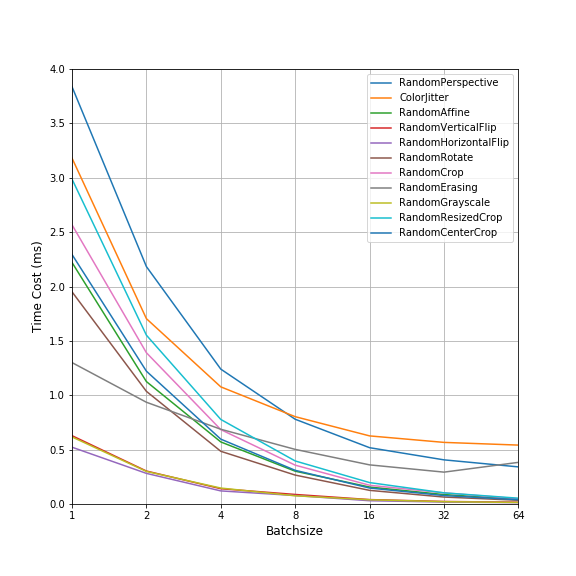 4.0
3.5
3.0
2.5
2.0
1.5
1.0
0.5
0.0
Time Cost (ms)
RandomPerspective
ColorJitter
RandomAffine
RandomVerticalFlip
RandomHorizontalFlip
RandomRotate
RandomCrop
RandomErasing
RandomGrayscale
RandomResizedCrop
RandomCenterCrop
1 2 4 8 16 32 64
Batchsize